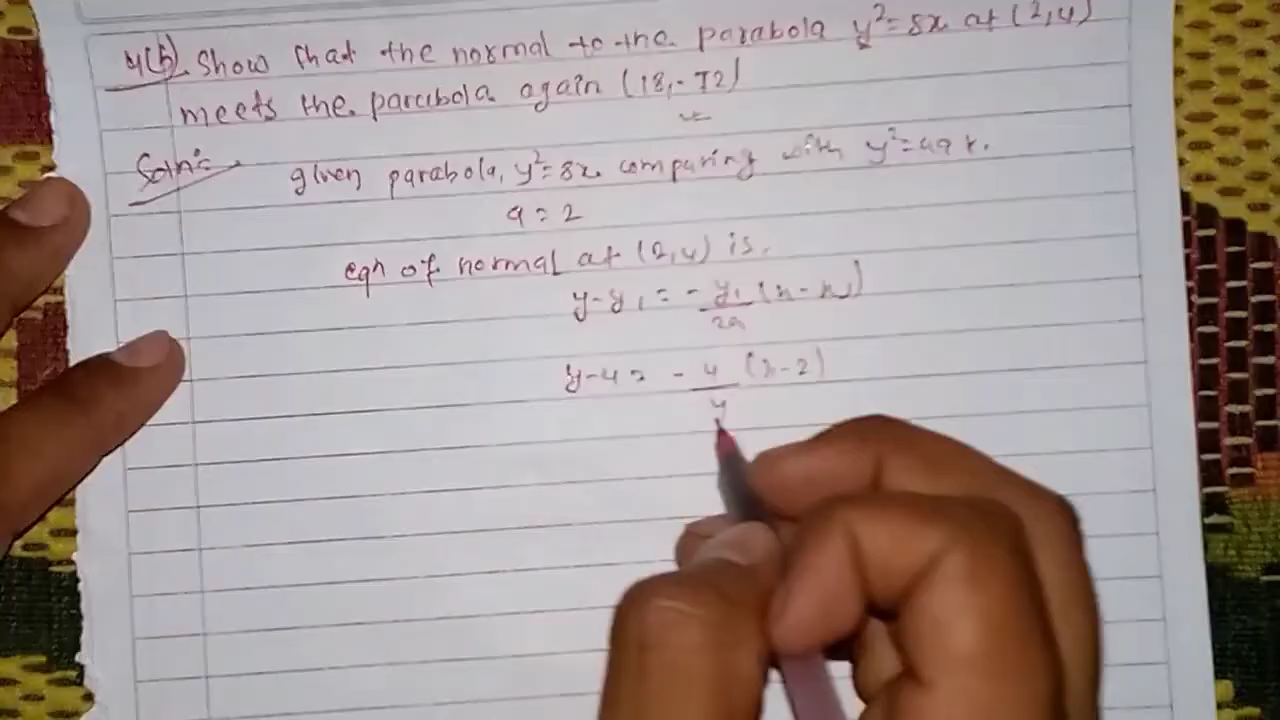 4(b). Show that the normal to the parabola y²=8x at (2,4)
meets the parabola again (18,-12)
Soln:
given parabola, y²=8x comparing with y²=4ax.
a=2
eqn of normal at (2,4) is.
y-y₁ = -y₁/2a (x-x₁)
y-4 = -4/4 (x-2)